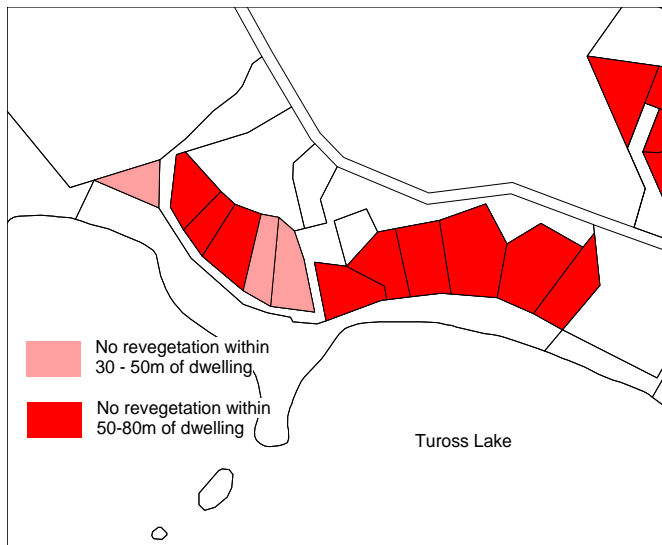 No revegetation within
30 - 50m of dwelling
No revegetation within
50-80m of dwelling
Tuross Lake